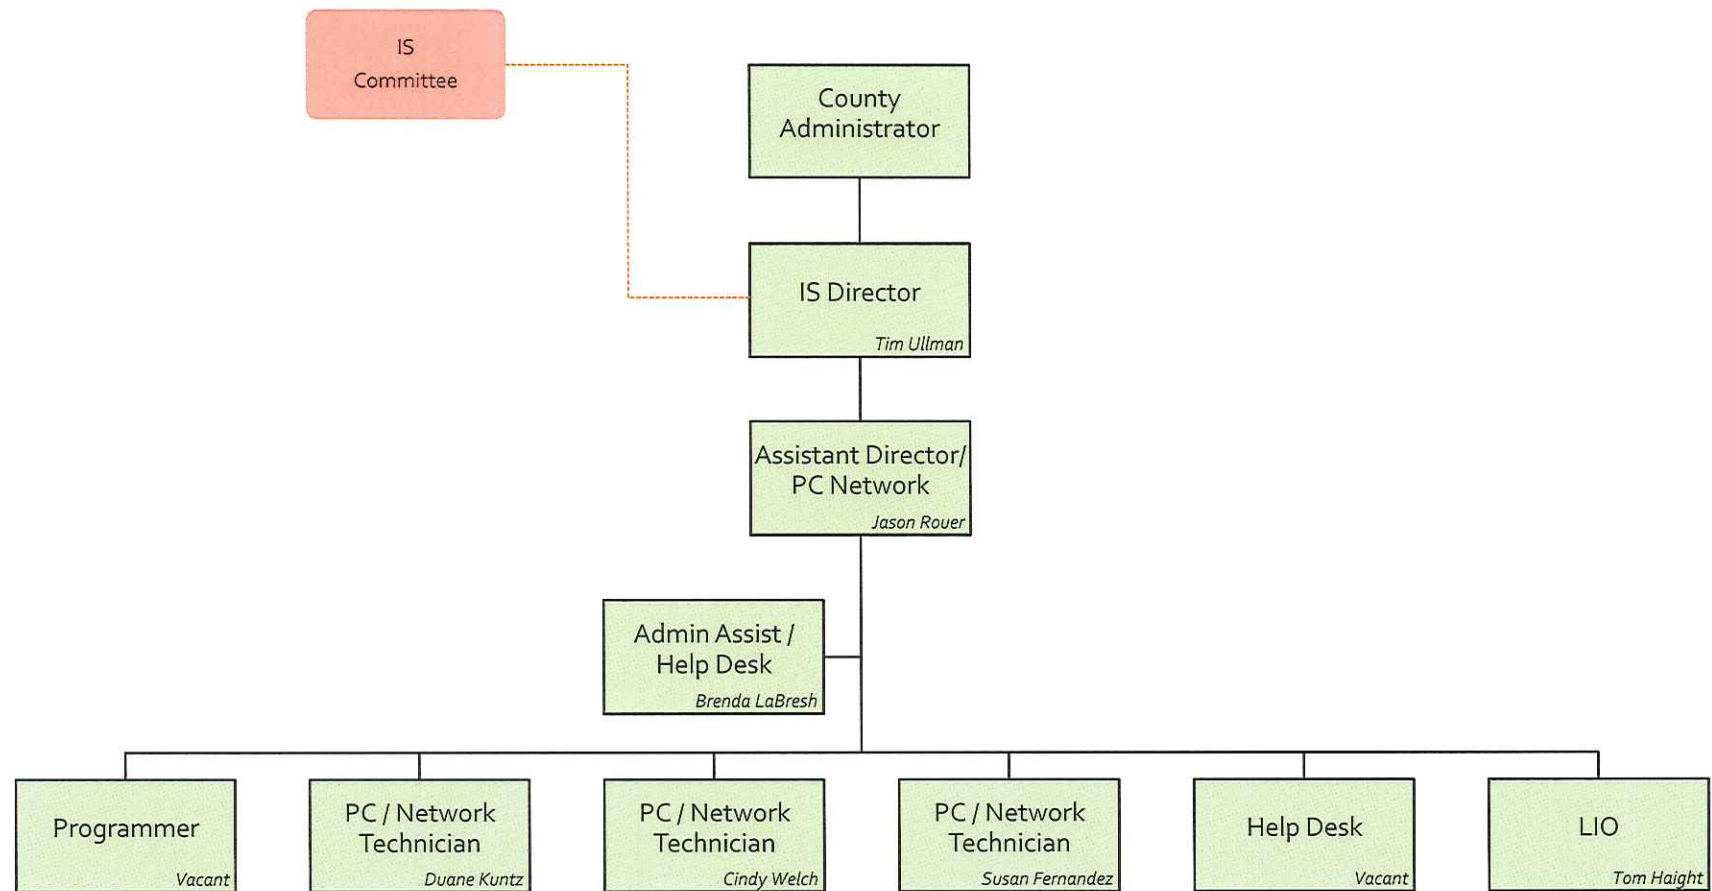 IS
Committee
County
Administrator
IS Director
Tim Ullman
Assistant Director/
PC Network
Jason Rouer
Admin Assist /
Help Desk
Brenda LaBresh
Programmer
Vacant
PC / Network
Technician
Duane Kuntz
PC / Network
Technician
Cindy Welch
PC / Network
Technician
Susan Fernandez
Help Desk
Vacant
LIO
Tom Haight